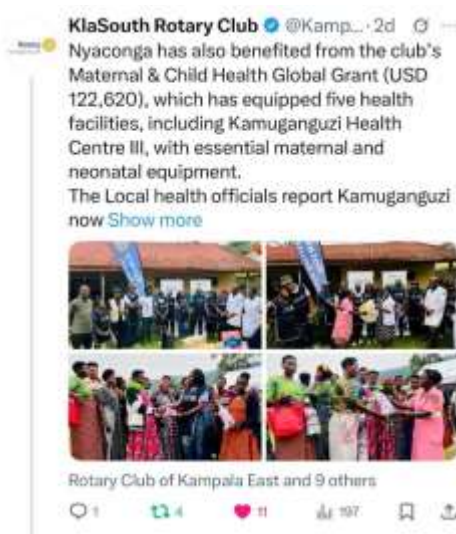 KlaSouth Rotary Club @Kamp... · 2d
Nyaconga has also benefited from the club's
Maternal & Child Health Global Grant (USD
122,620), which has equipped five health
facilities, including Kamuganguzi Health
Centre III, with essential maternal and
neonatal equipment.
The Local health officials report Kamuganguzi
now Show more
Rotary Club of Kampala East and 9 others
1 4 11 197